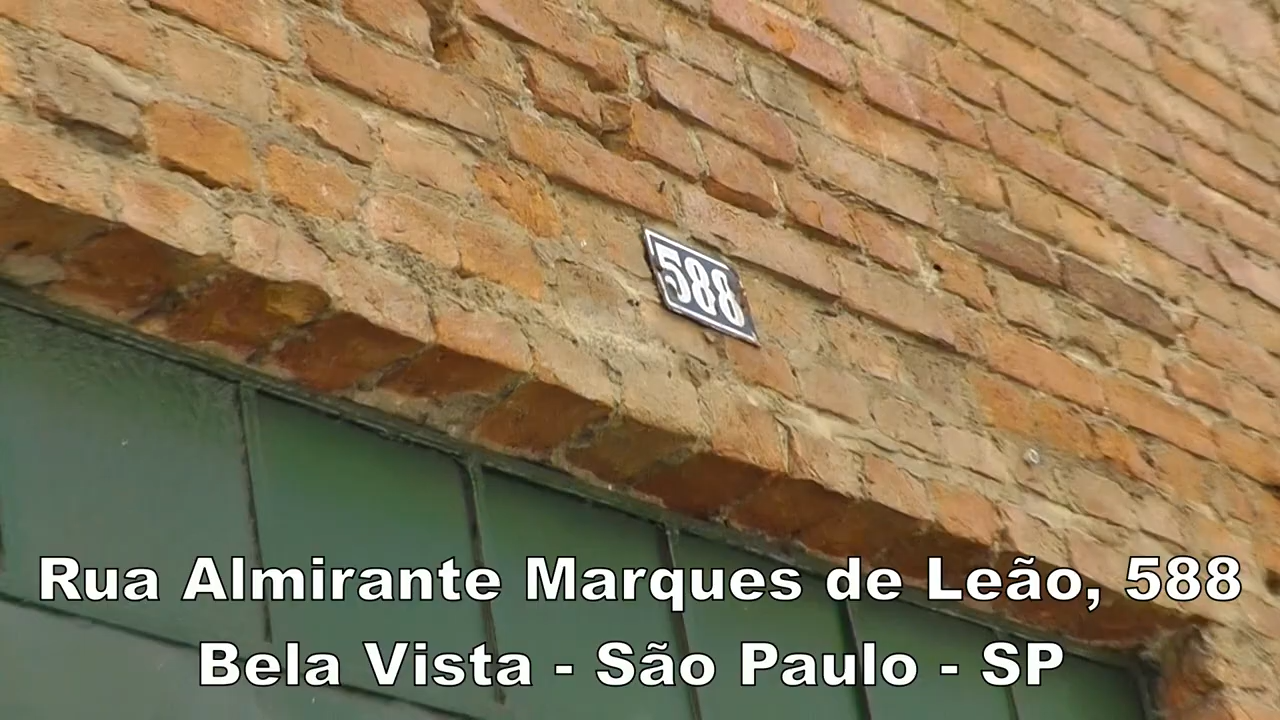 588
Rua Almirante Marques de Leão, 588
Bela Vista - São Paulo - SP